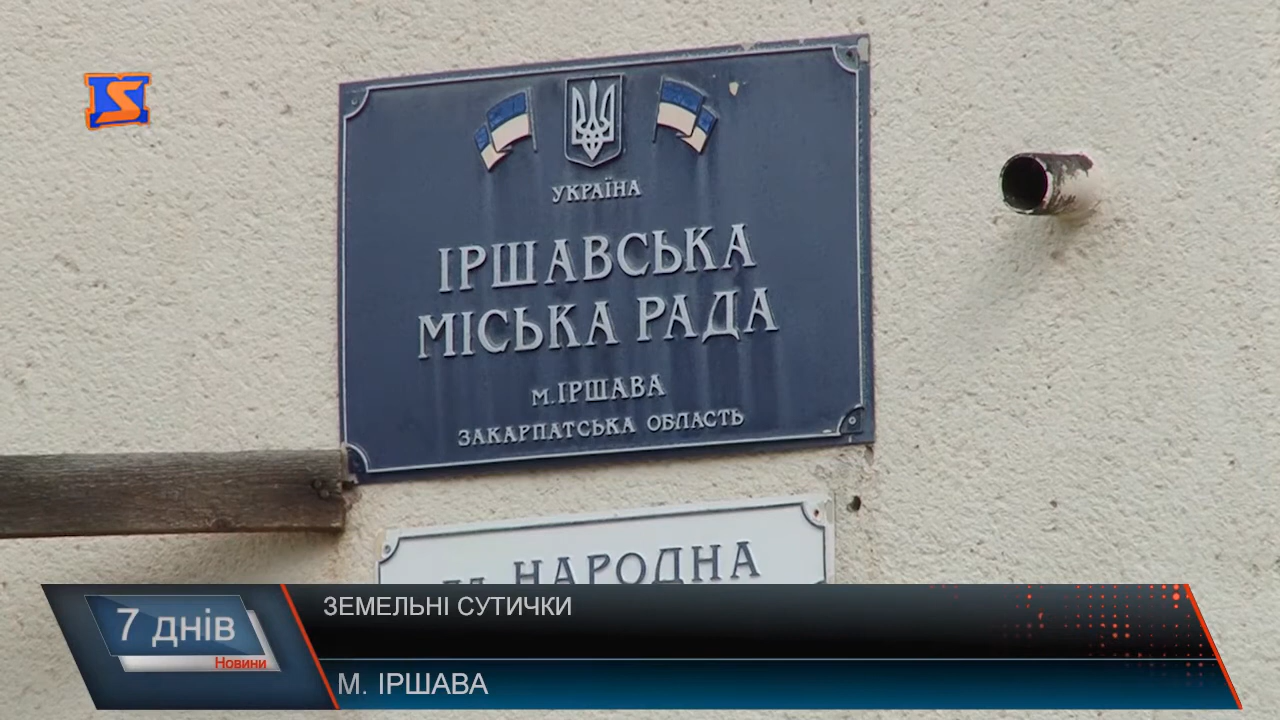 УКРАЇНА
ІРШАВСЬКА
МІСЬКА РАДА
м. ІРШАВА
ЗАКАРПАТСЬКА ОБЛАСТЬ
НАРОДНА
7 днів
Новини
ЗЕМЕЛЬНІ СУТИЧКИ
М. ІРШАВА